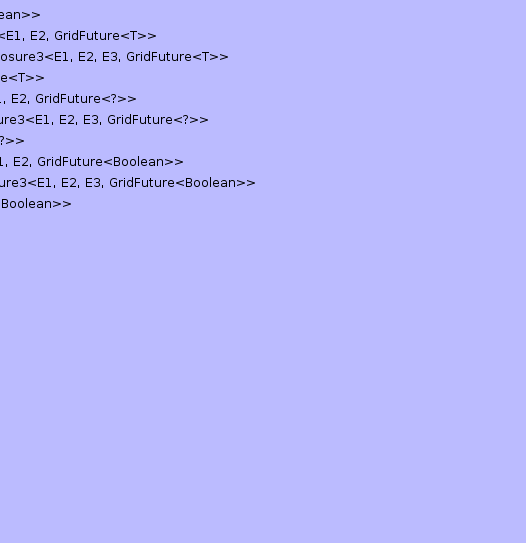 ean>>
<E1, E2, GridFuture<T>>
osure3<E1, E2, E3, GridFuture<T>>
e<T>>
, E2, GridFuture<?>>
ure3<E1, E2, E3, GridFuture<?>>
?>>
1, E2, GridFuture<Boolean>>
ure3<E1, E2, E3, GridFuture<Boolean>>
Boolean>>